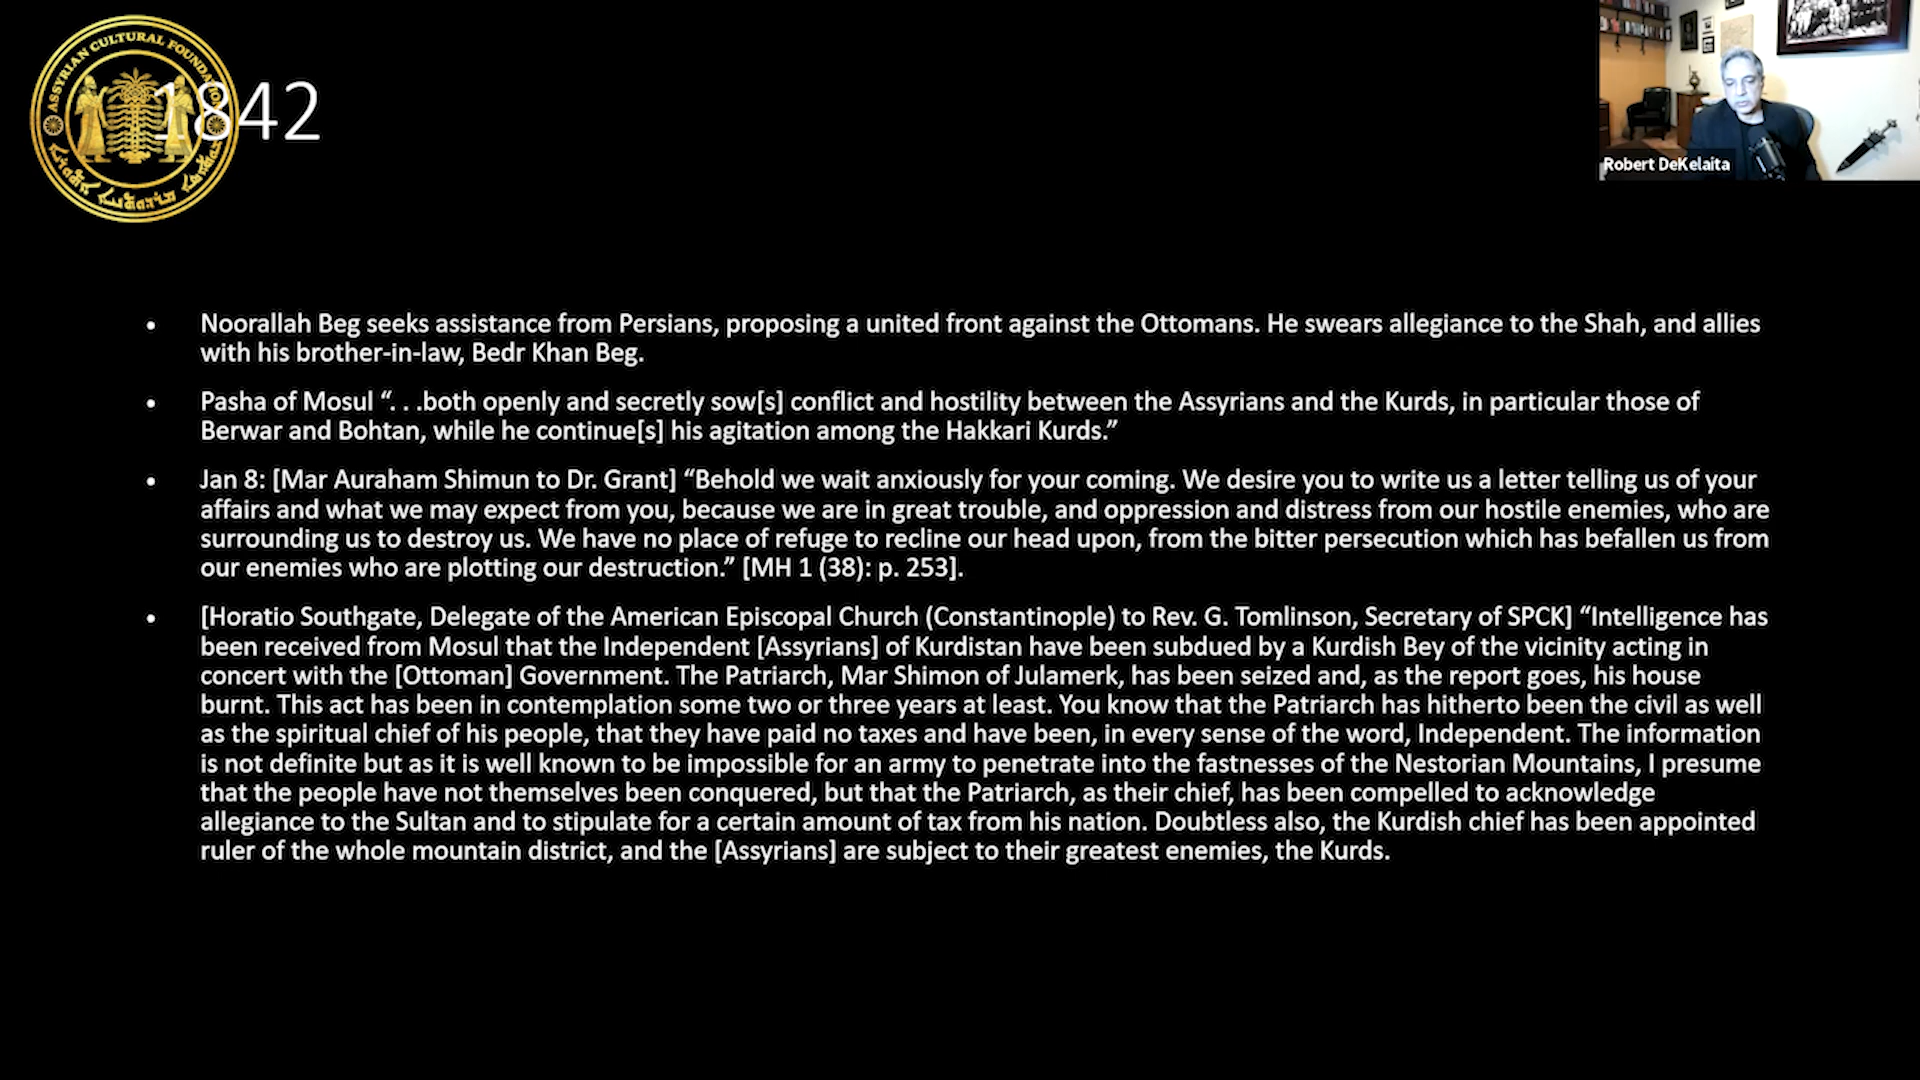 ASSYRIAN CULTURAL FOUNDATION
1842
Robert DeKelaita
• Noorallah Beg seeks assistance from Persians, proposing a united front against the Ottomans. He swears allegiance to the Shah, and allies
with his brother-in-law, Bedr Khan Beg.
• Pasha of Mosul “. . .both openly and secretly sow[s] conflict and hostility between the Assyrians and the Kurds, in particular those of
Berwar and Bohtan, while he continue[s] his agitation among the Hakkari Kurds.”
• Jan 8: [Mar Auraham Shimun to Dr. Grant] “Behold we wait anxiously for your coming. We desire you to write us a letter telling us of your
affairs and what we may expect from you, because we are in great trouble, and oppression and distress from our hostile enemies, who are
surrounding us to destroy us. We have no place of refuge to recline our head upon, from the bitter persecution which has befallen us from
our enemies who are plotting our destruction.” [MH 1 (38): p. 253].
• [Horatio Southgate, Delegate of the American Episcopal Church (Constantinople) to Rev. G. Tomlinson, Secretary of SPCK] “Intelligence has
been received from Mosul that the Independent [Assyrians] of Kurdistan have been subdued by a Kurdish Bey of the vicinity acting in
concert with the [Ottoman] Government. The Patriarch, Mar Shimon of Julamerk, has been seized and, as the report goes, his house
burnt. This act has been in contemplation some two or three years at least. You know that the Patriarch has hitherto been the civil as well
as the spiritual chief of his people, that they have paid no taxes and have been, in every sense of the word, Independent. The information
is not definite but as it is well known to be impossible for an army to penetrate into the fastnesses of the Nestorian Mountains, I presume
that the people have not themselves been conquered, but that the Patriarch, as their chief, has been compelled to acknowledge
allegiance to the Sultan and to stipulate for a certain amount of tax from his nation. Doubtless also, the Kurdish chief has been appointed
ruler of the whole mountain district, and the [Assyrians] are subject to their greatest enemies, the Kurds.